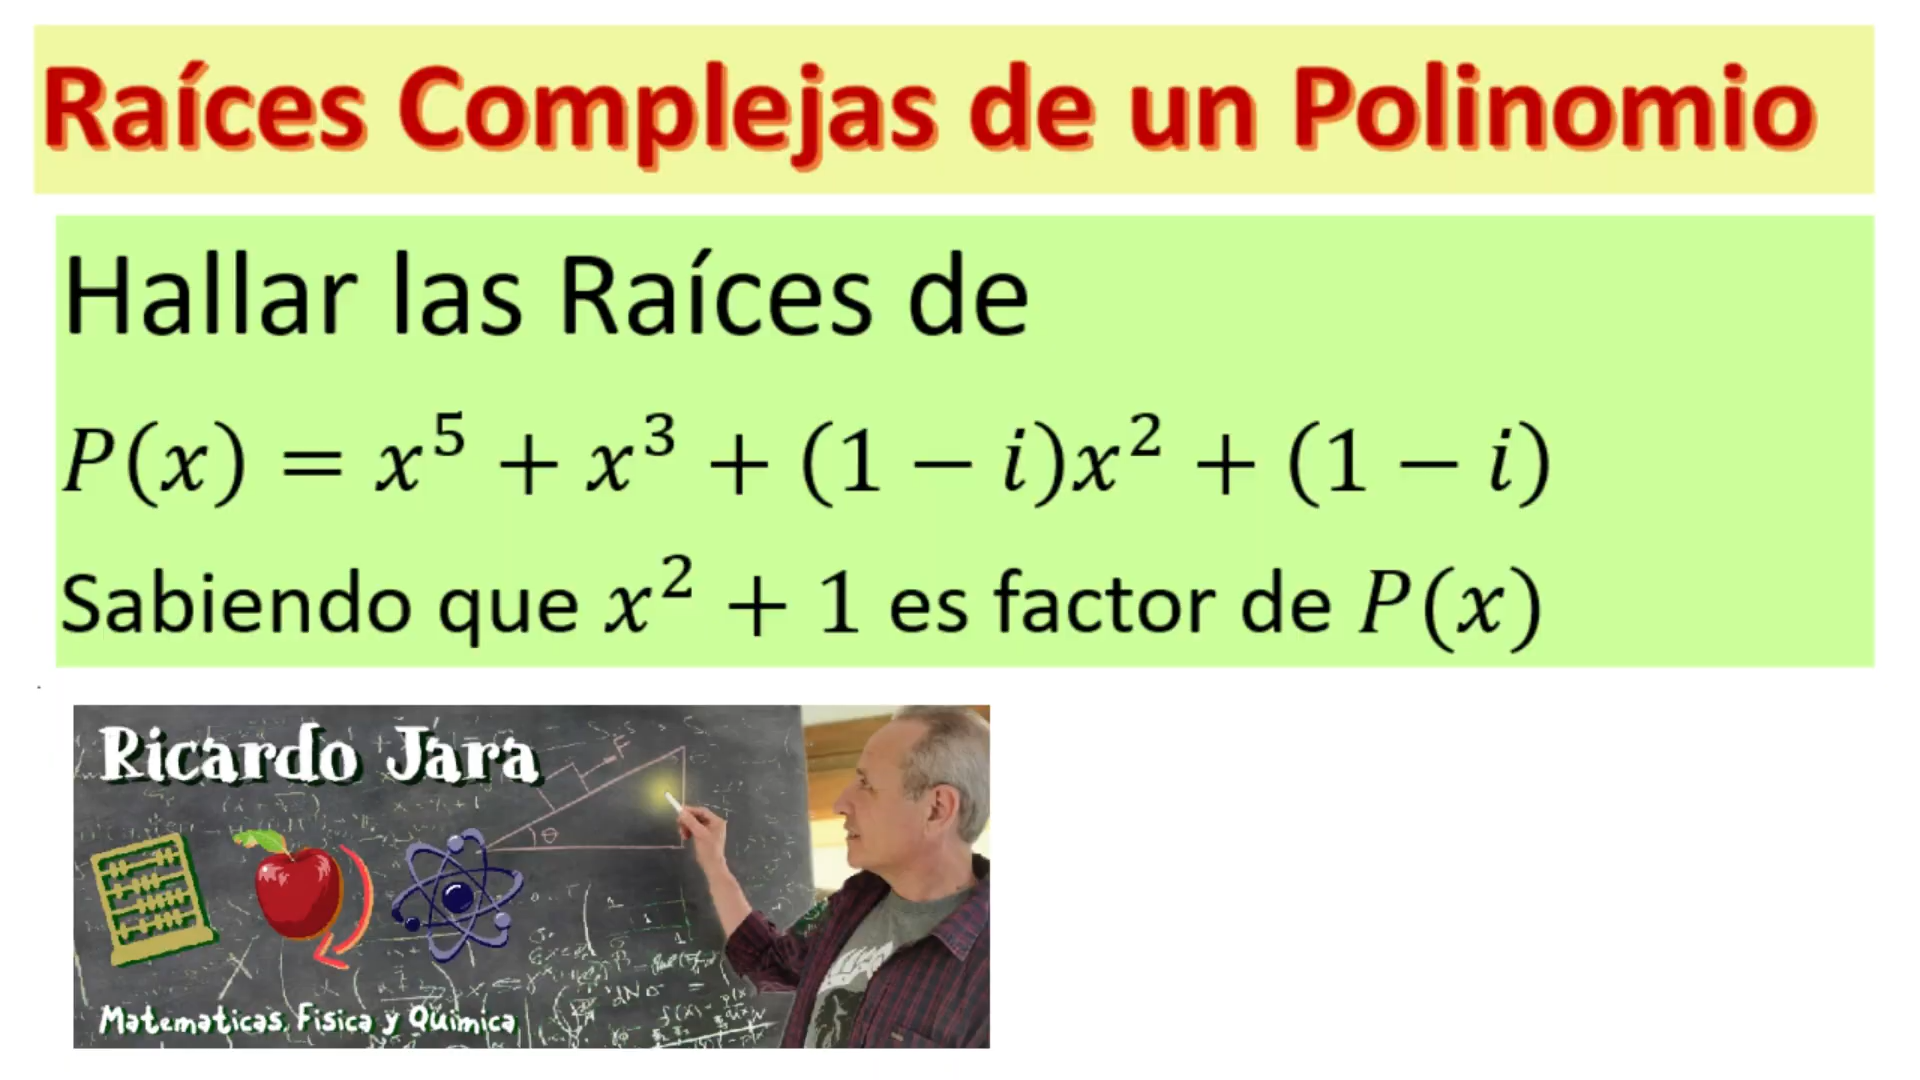 Raíces Complejas de un Polinomio
Hallar las Raíces de
P(x) = x⁵ + x³ + (1 − i)x² + (1 − i)
Sabiendo que x² + 1 es factor de P(x)
Ricardo Jara
F
θ
Matematicas, Fisica y Quimica